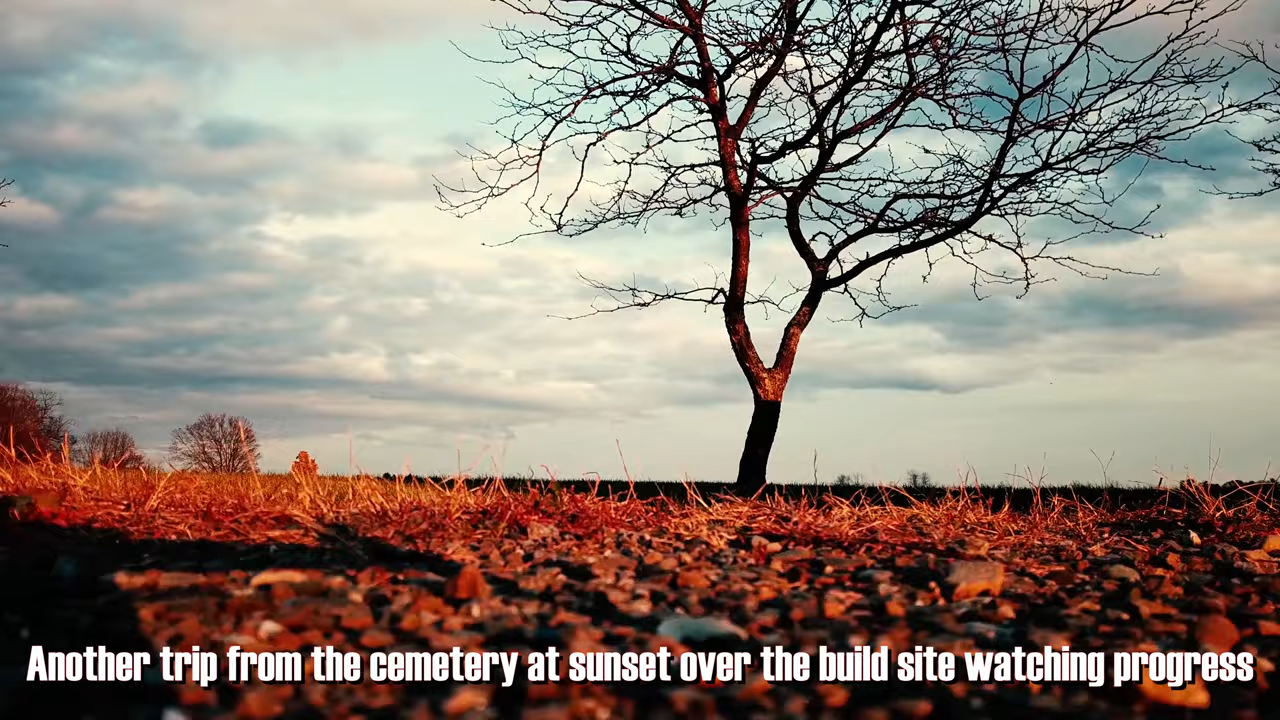 Another trip from the cemetery at sunset over the build site watching progress